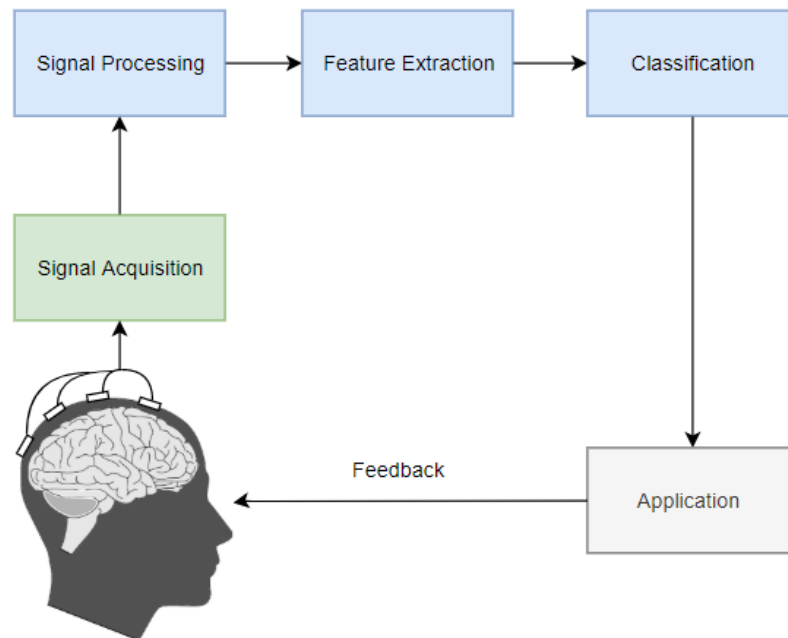 Signal Processing
Feature Extraction
Classification
Signal Acquisition
Feedback
Application